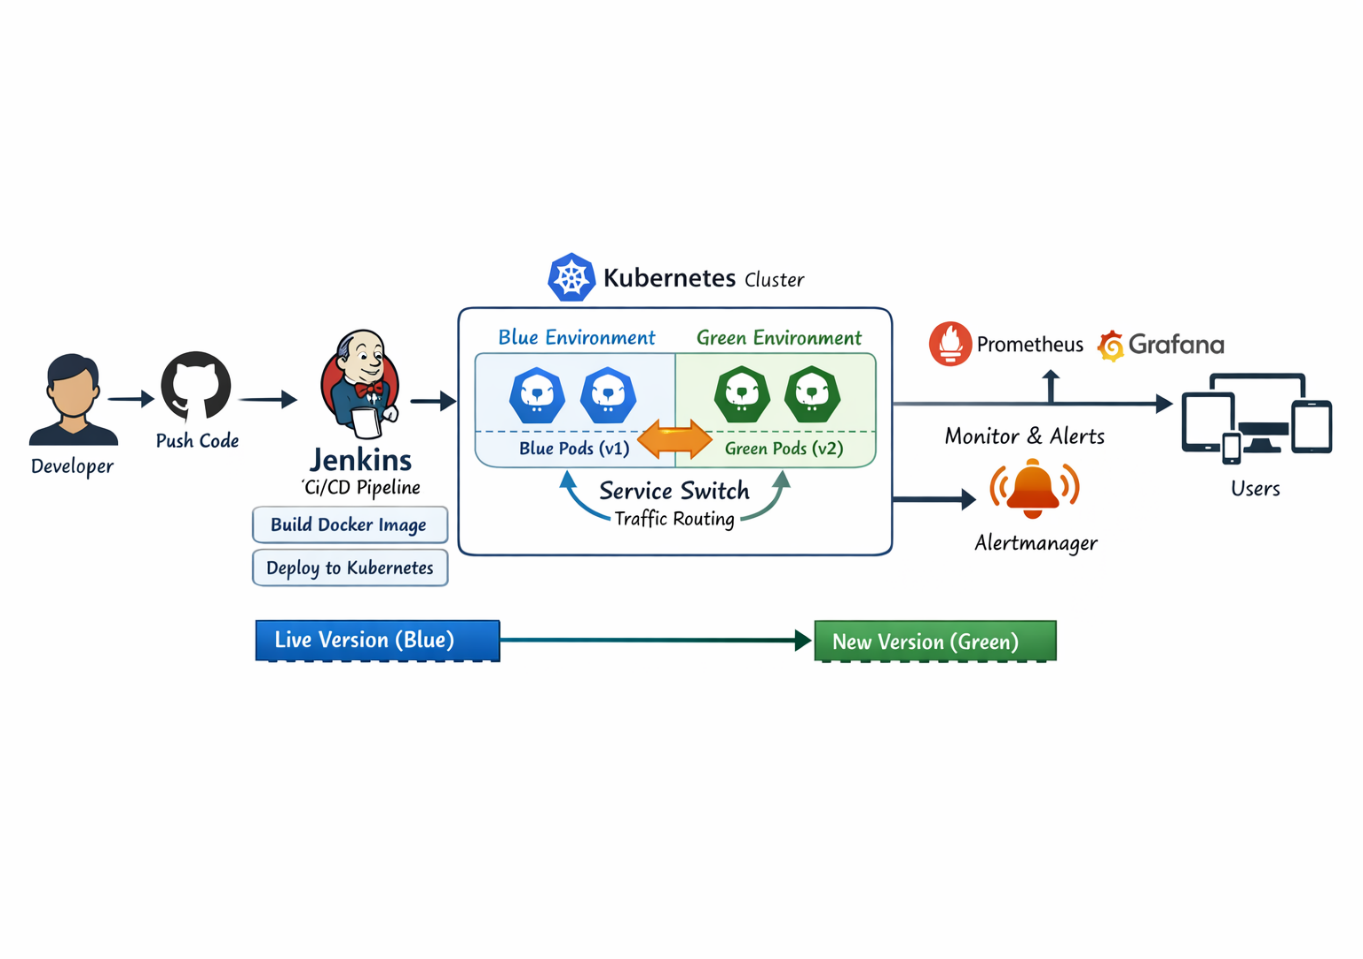 Kubernetes Cluster
Blue Environment
Green Environment
Blue Pods (v1)
Green Pods (v2)
Service Switch
Traffic Routing
Developer
Push Code
Jenkins
'Ci/CD Pipeline
Build Docker Image
Deploy to Kubernetes
Prometheus
Grafana
Monitor & Alerts
Alertmanager
Users
Live Version (Blue)
New Version (Green)